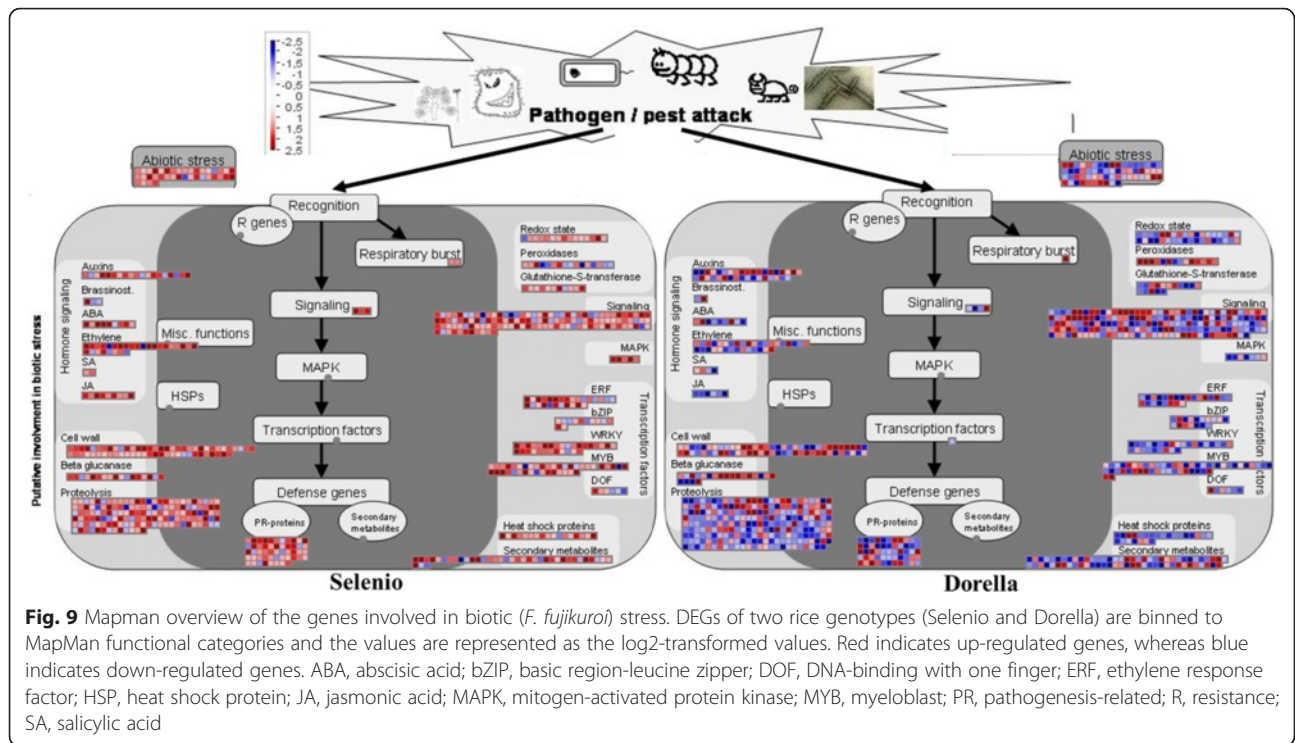 -2.5
-2
-1.5
-1
-0.5
0
0.5
1
1.5
2
2.5
Pathogen / pest attack
Putative involvment in biotic stress
Abiotic stress
Recognition
R genes
Respiratory burst
Redox state
Peroxidases
Glutathione-S-transferase
Hormone signaling
Auxins
Brassinost.
ABA
Ethylene
SA
JA
Signaling
Signaling
Misc. functions
MAPK
MAPK
HSPs
ERF
bZIP
WRKY
MYB
DOF
Transcription factors
Transcription factors
Cell wall
Beta glucanase
Proteolysis
Defense genes
PR-proteins
Secondary metabolites
Heat shock proteins
Secondary metabolites
Selenio
Abiotic stress
Recognition
R genes
Respiratory burst
Redox state
Peroxidases
Glutathione-S-transferase
Hormone signaling
Auxins
Brassinost.
ABA
Ethylene
SA
JA
Signaling
Signaling
Misc. functions
MAPK
MAPK
HSPs
ERF
bZIP
WRKY
MYB
DOF
Transcription factors
Transcription factors
Cell wall
Beta glucanase
Proteolysis
Defense genes
PR-proteins
Secondary metabolites
Heat shock proteins
Secondary metabolites
Dorella
Fig. 9 Mapman overview of the genes involved in biotic (F. fujikuroi) stress. DEGs of two rice genotypes (Selenio and Dorella) are binned to
MapMan functional categories and the values are represented as the log2-transformed values. Red indicates up-regulated genes, whereas blue
indicates down-regulated genes. ABA, abscisic acid; bZIP, basic region-leucine zipper; DOF, DNA-binding with one finger; ERF, ethylene response
factor; HSP, heat shock protein; JA, jasmonic acid; MAPK, mitogen-activated protein kinase; MYB, myeloblast; PR, pathogenesis-related; R, resistance;
SA, salicylic acid